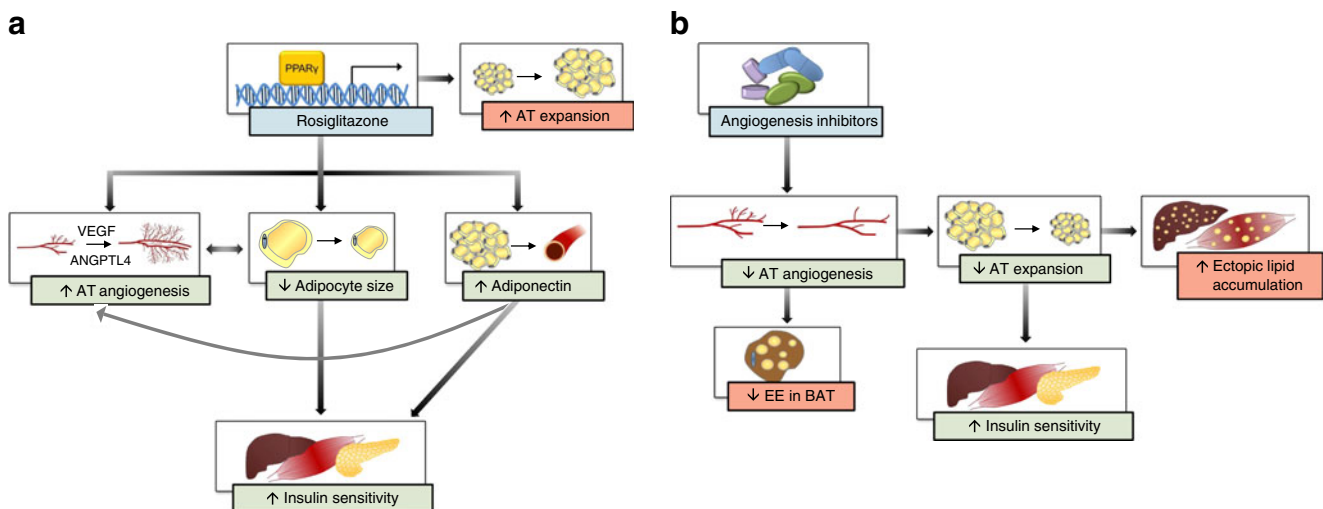 a
PPARγ
Rosiglitazone
↑ AT expansion
VEGF
ANGPTL4
↑ AT angiogenesis
↓ Adipocyte size
↑ Adiponectin
↑ Insulin sensitivity
b
Angiogenesis inhibitors
↓ AT angiogenesis
↓ AT expansion
↑ Ectopic lipid
accumulation
↓ EE in BAT
↑ Insulin sensitivity